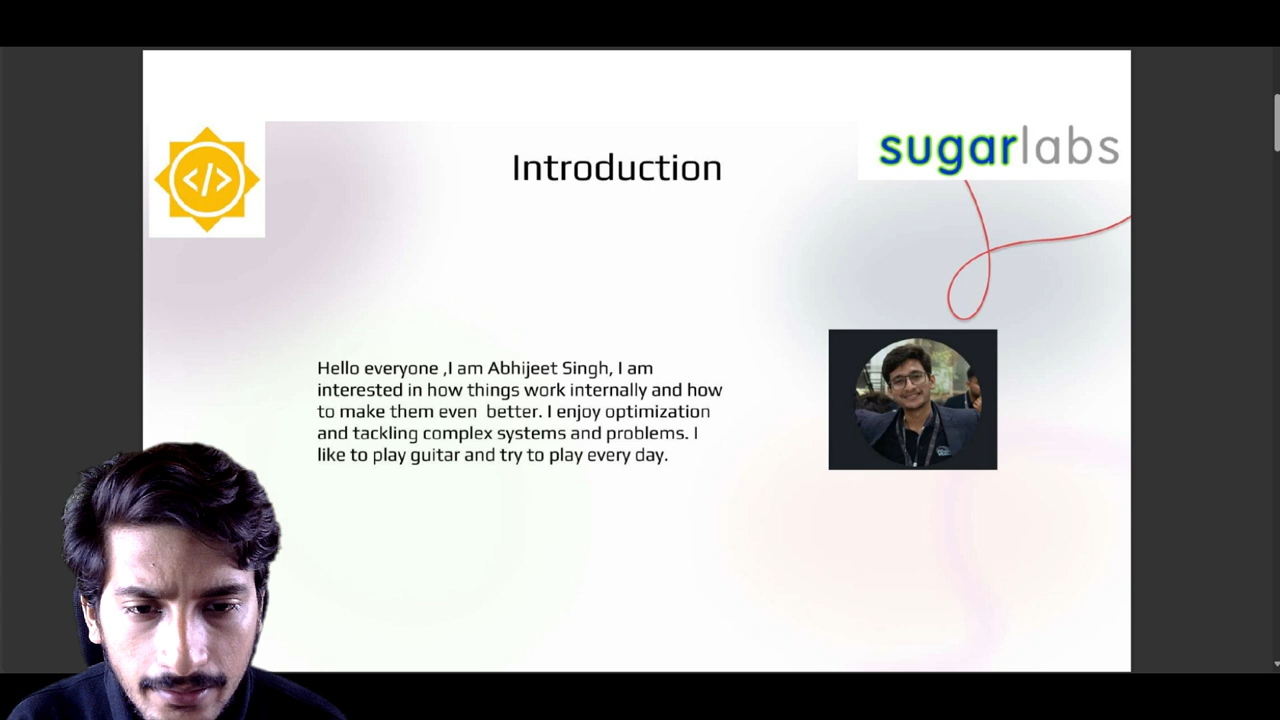 </>
Introduction
sugarlabs
Hello everyone ,I am Abhijeet Singh, I am
interested in how things work internally and how
to make them even  better. I enjoy optimization
and tackling complex systems and problems. I
like to play guitar and try to play every day.